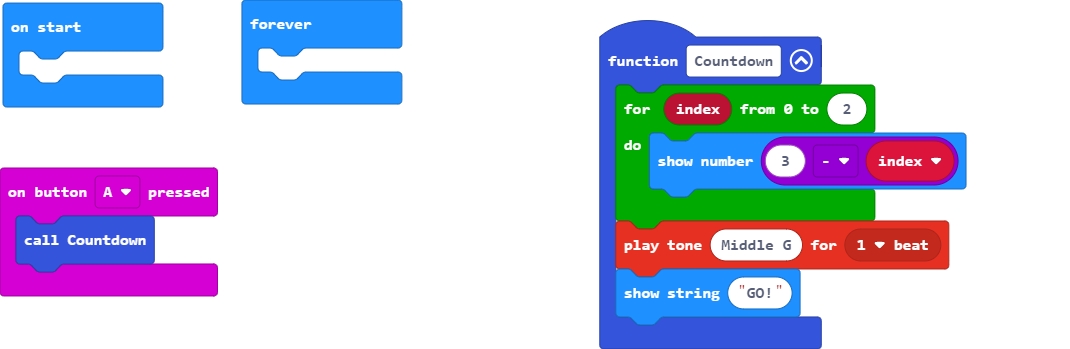 on start
forever
on button A pressed
call Countdown
function Countdown
for index from 0 to 2
do
show number 3 - index
play tone Middle G for 1 beat
show string "GO!"